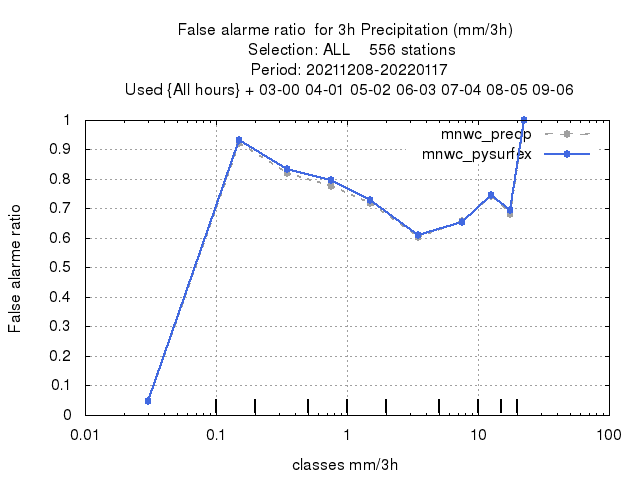 False alarme ratio  for 3h Precipitation (mm/3h)
Selection: ALL    556 stations
Period: 20211208-20220117
Used {All hours} + 03-00 04-01 05-02 06-03 07-04 08-05 09-06
mnwc_precip
mnwc_pysurfex
False alarme ratio
1
0.9
0.8
0.7
0.6
0.5
0.4
0.3
0.2
0.1
0
0.01
0.1
1
10
100
classes mm/3h